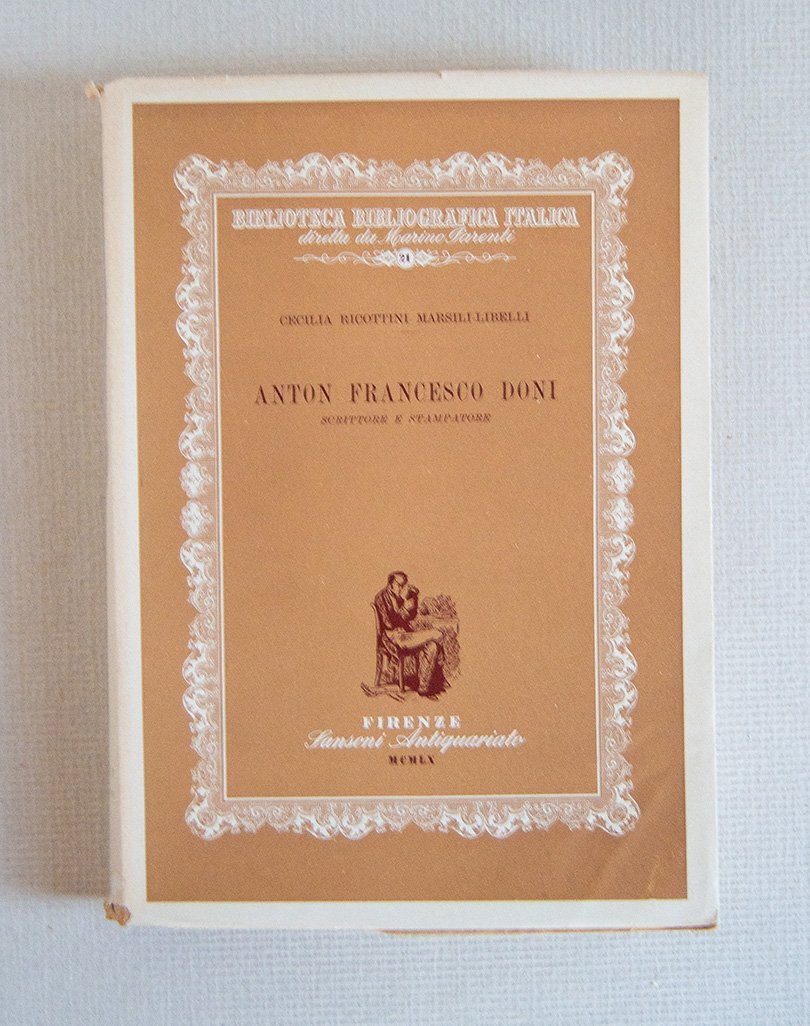 BIBLIOTECA BIBLIOGRAFICA ITALICA
diretta da Marino Parenti
21
CECILIA RICOTTINI MARSILI-LIBELLI
ANTON FRANCESCO DONI
SCRITTORE E STAMPATORE
FIRENZE
Sansoni Antiquariato
MCMLX